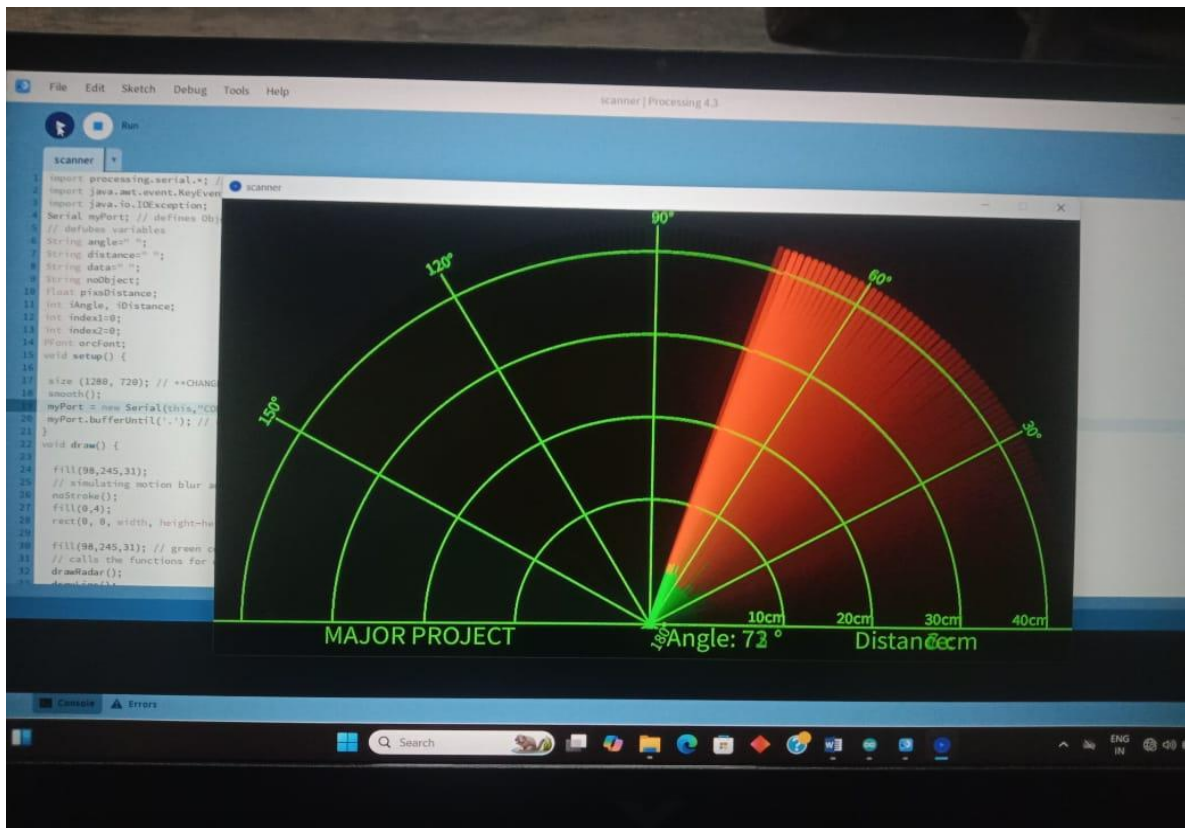 File Edit Sketch Debug Tools Help
scanner | Processing 4.3
Run
scanner
1 import processing.serial.*; /
2 import java.awt.event.KeyEven
3 import java.io.IOException;
4 Serial myPort; // defines Obj
5 // defubes variables
6 String angle=" ";
7 String distance=" ";
8 String data=" ";
9 String noObject;
10 float pixsDistance;
11 int iAngle, iDistance;
12 int index1=0;
13 int index2=0;
14 PFont orcFont;
15 void setup() {
16
17 size (1280, 720); // **CHANG
18 smooth();
19 myPort = new Serial(this,"CO
20 myPort.bufferUntil('.'); //
21 }
22 void draw() {
23
24 fill(98,245,31);
25 // simulating motion blur a
26 noStroke();
27 fill(0,4);
28 rect(0, 0, width, height-he
29
30 fill(98,245,31); // green c
31 // calls the functions for
32 drawRadar();
scanner
90°
120°
60°
150°
30°
180°
10cm 20cm 30cm 40cm
MAJOR PROJECT Angle: °
Distance: cm
Console Errors
Search
ENG
IN